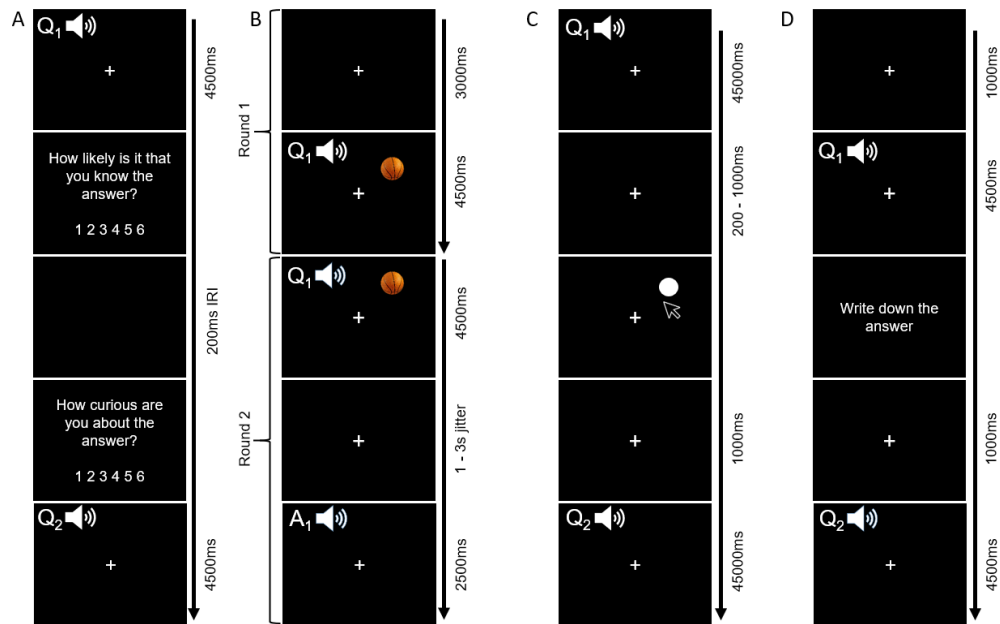 A
Q1
4500ms
How likely is it that
you know the
answer?
1 2 3 4 5 6
200ms IRI
How curious are
you about the
answer?
1 2 3 4 5 6
Q2
4500ms
B
Round 1
3000ms
Q1
4500ms
Round 2
Q1
4500ms
1 - 3s jitter
A1
2500ms
C
Q1
45000ms
200 - 1000ms
1000ms
Q2
45000ms
D
1000ms
Q1
4500ms
Write down the
answer
1000ms
Q2
4500ms